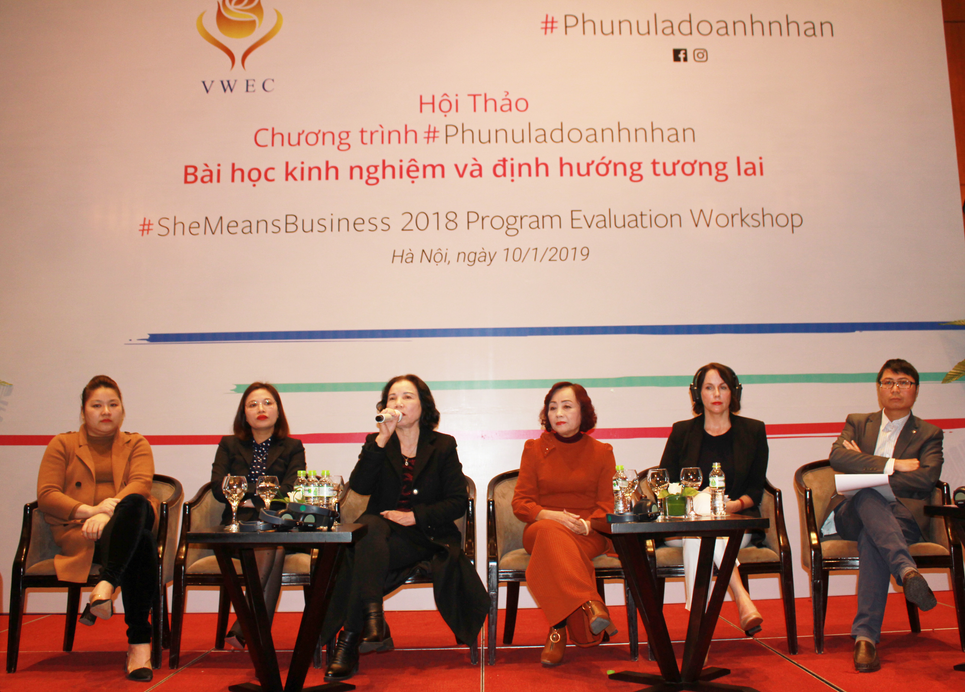 VWEC
#Phunuladoanhnhan
Hội Thảo
Chương trình #Phunuladoanhnhan
Bài học kinh nghiệm và định hướng tương lai
#SheMeansBusiness 2018 Program Evaluation Workshop
Hà Nội, ngày 10/1/2019